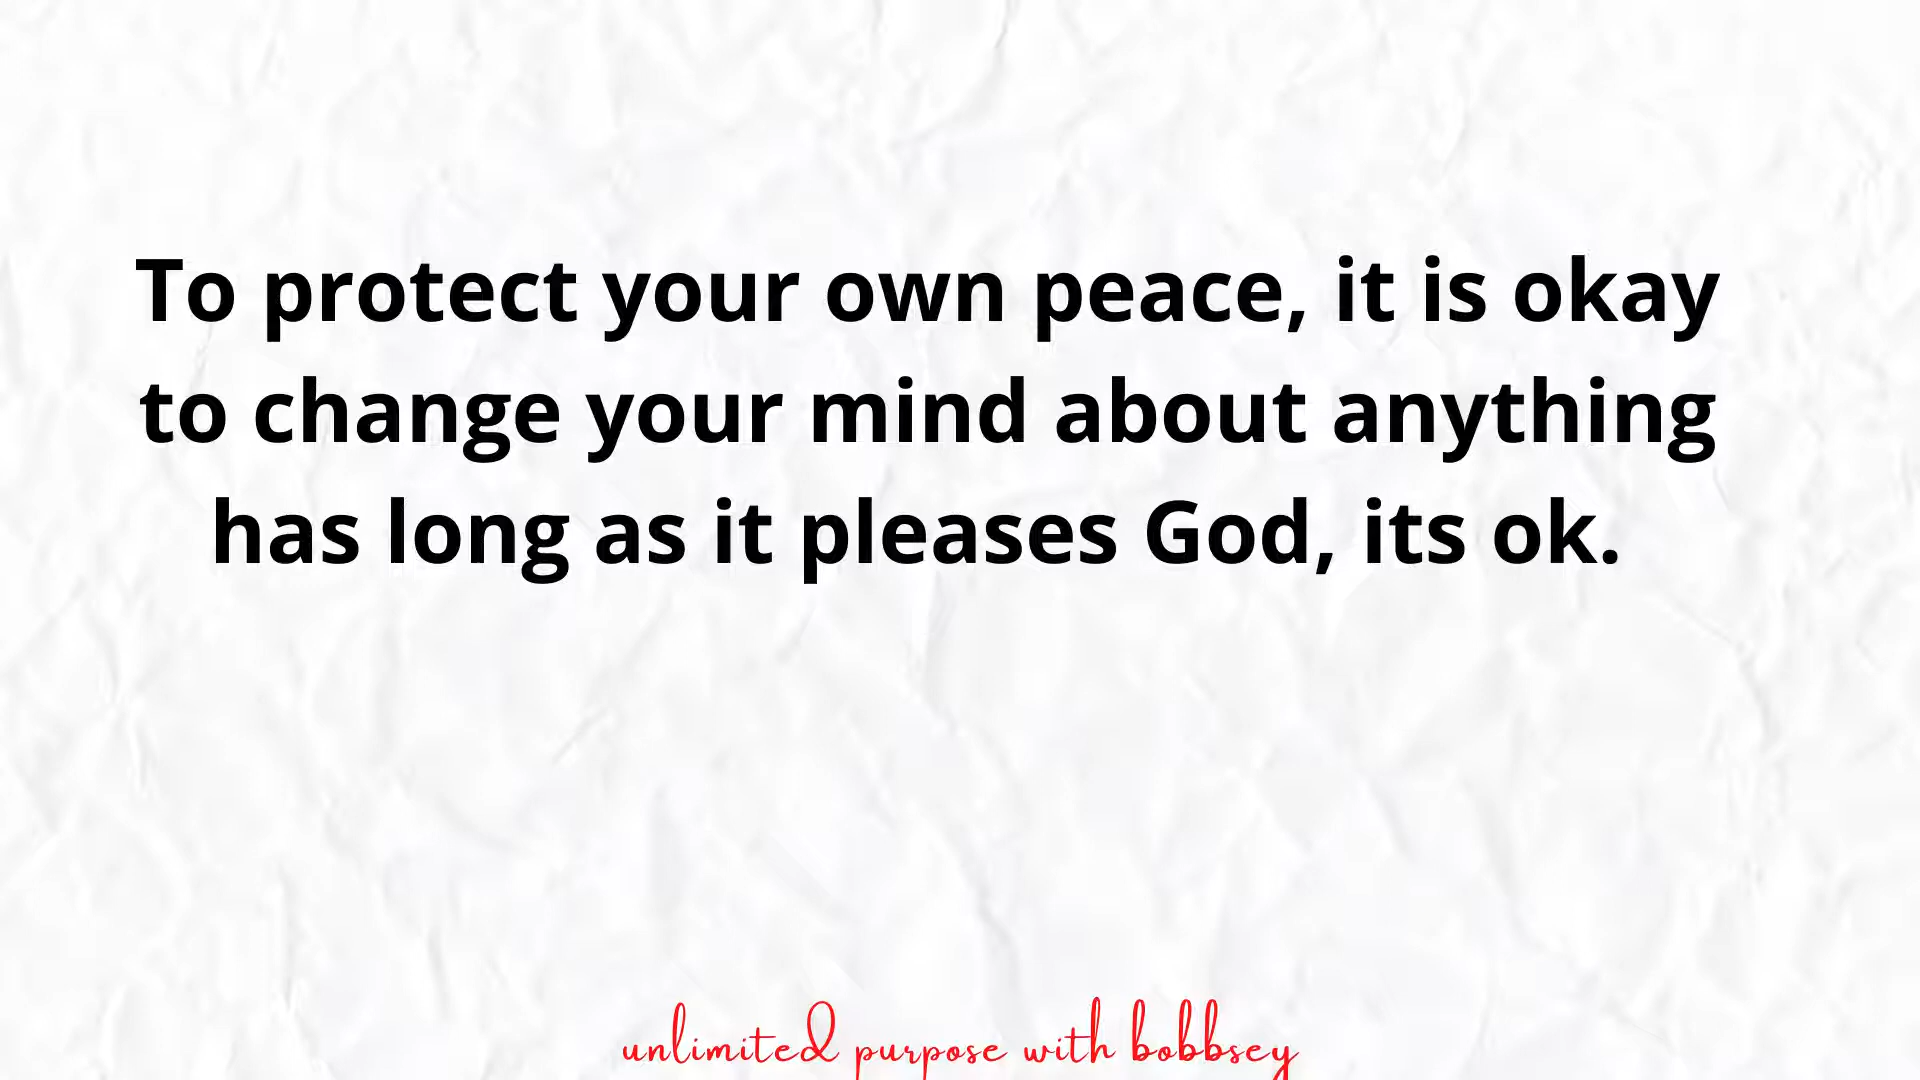 To protect your own peace, it is okay
to change your mind about anything
has long as it pleases God, its ok.
unlimited purpose with bobbsey